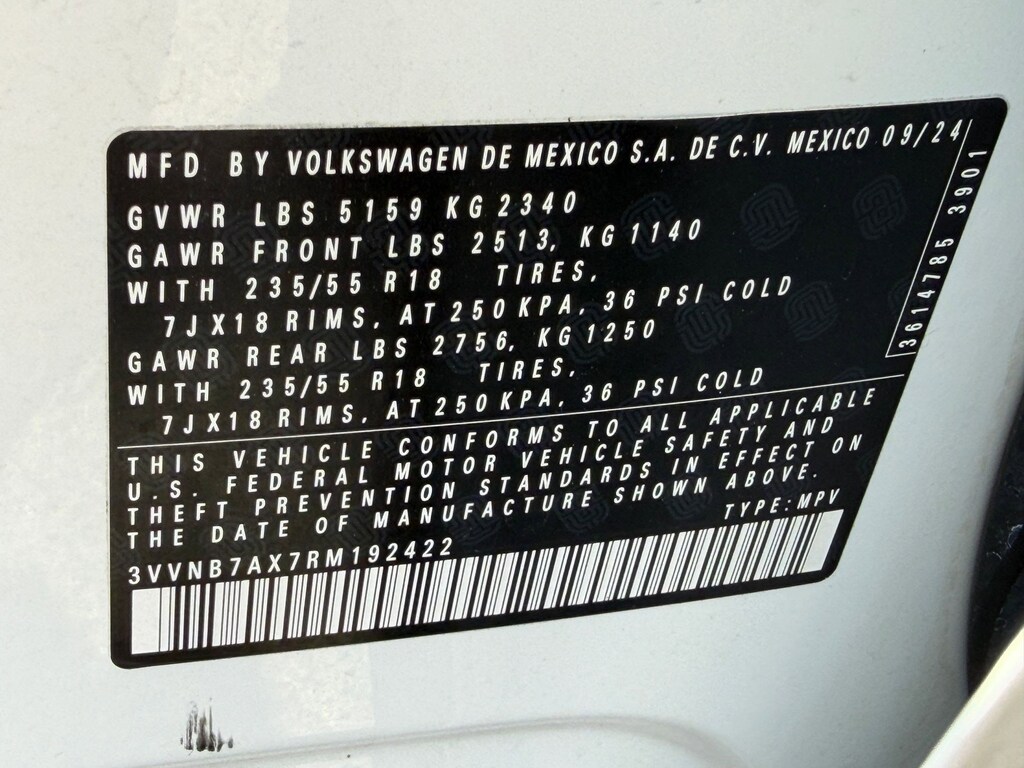 MFD BY VOLKSWAGEN DE MEXICO S.A. DE C.V. MEXICO 09/24
GVWR LBS 5159 KG 2340
GAWR FRONT LBS 2513, KG 1140
WITH 235/55 R18 TIRES,
7JX18 RIMS, AT 250 KPA, 36 PSI COLD
GAWR REAR LBS 2756, KG 1250
WITH 235/55 R18 TIRES,
7JX18 RIMS, AT 250 KPA, 36 PSI COLD
3614785 3901
THIS VEHICLE CONFORMS TO ALL APPLICABLE
U.S. FEDERAL MOTOR VEHICLE SAFETY AND
THEFT PREVENTION STANDARDS IN EFFECT ON
THE DATE OF MANUFACTURE SHOWN ABOVE.
3VVNB7AX7RM192422 TYPE: MPV